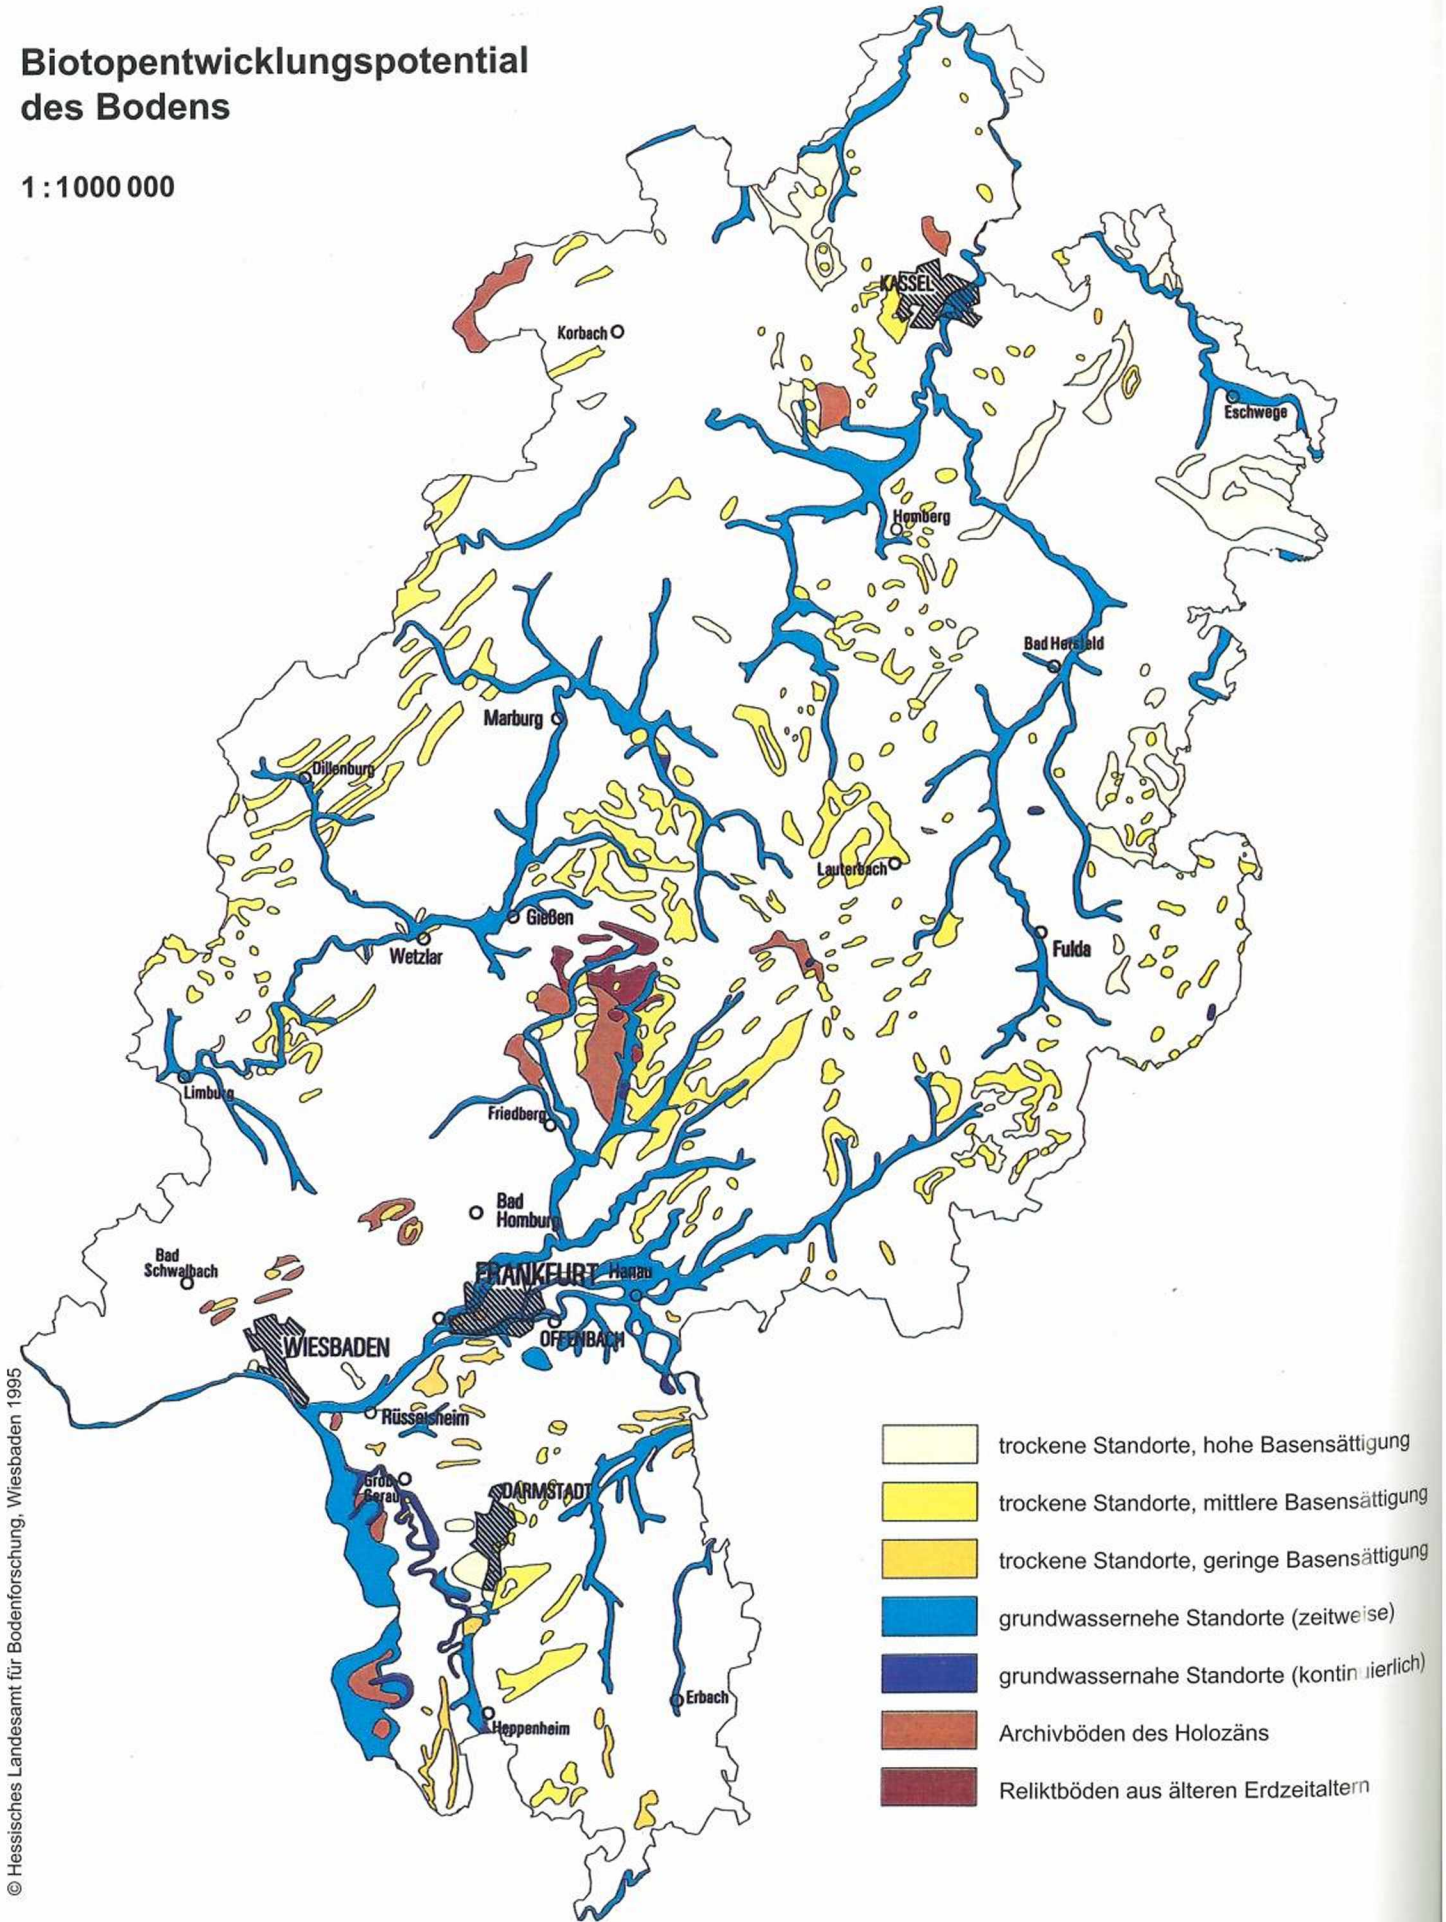 Biotopentwicklungspotential
des Bodens
1:1000 000
KASSEL
Korbach
Eschwege
Homberg
Bad Hersfeld
Marburg
Dillenburg
Lauterbach
Gießen
Wetzlar
Fulda
Limburg
Friedberg
Bad
Homburg
Bad
Schwalbach
FRANKFURT
Hanau
OFFENBACH
WIESBADEN
Rüsselsheim
Groß
Gerau
DARMSTADT
Erbach
Heppenheim
trockene Standorte, hohe Basensättigung
trockene Standorte, mittlere Basensättigung
trockene Standorte, geringe Basensättigung
grundwassernehe Standorte (zeitweise)
grundwassernahe Standorte (kontinuierlich)
Archivböden des Holozäns
Reliktböden aus älteren Erdzeitaltern
© Hessisches Landesamt für Bodenforschung, Wiesbaden 1995